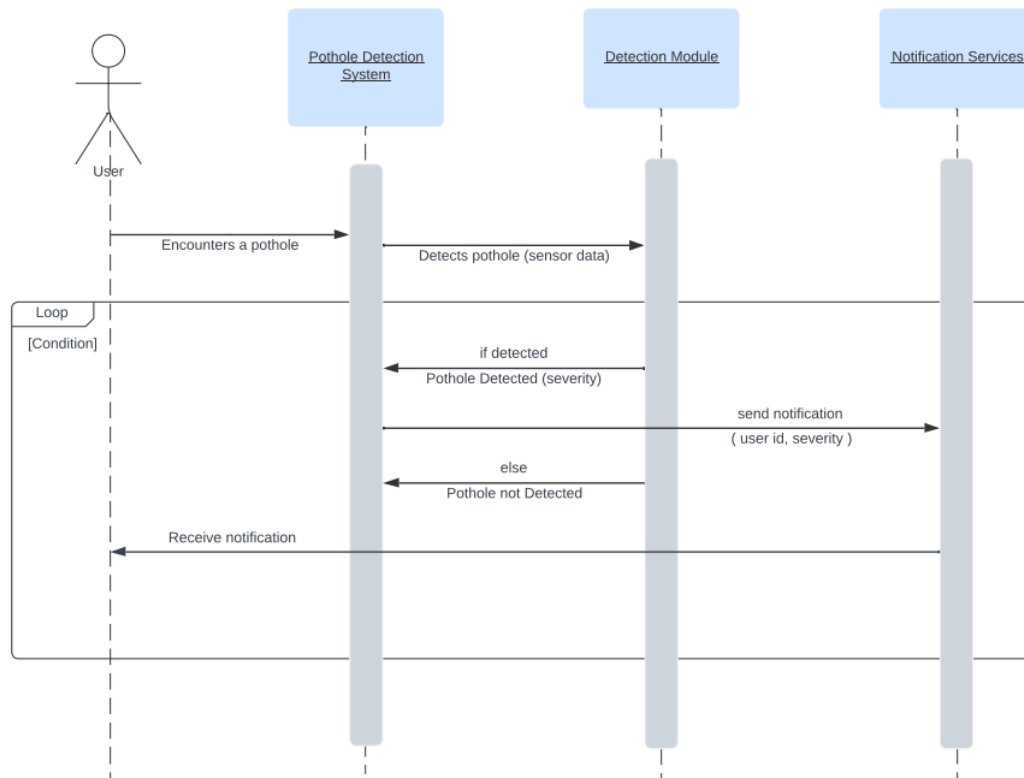 Pothole Detection
System
Detection Module
Notification Services
User
Encounters a pothole
Detects pothole (sensor data)
Loop
[Condition]
if detected
Pothole Detected (severity)
send notification
( user id, severity )
else
Pothole not Detected
Receive notification